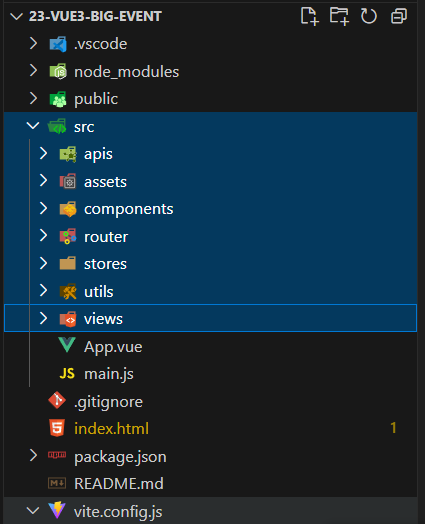 23-VUE3-BIG-EVENT
.vscode
node_modules
public
src
apis
assets
components
router
stores
utils
views
App.vue
JS main.js
.gitignore
index.html 1
package.json
README.md
vite.config.js